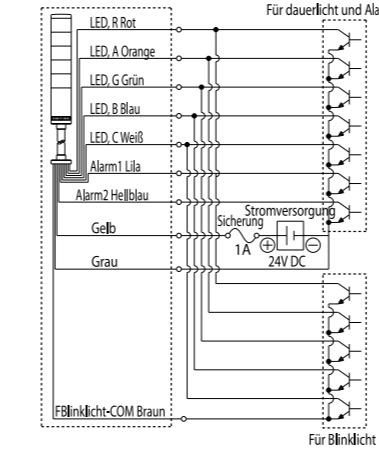 Für dauerlicht und Ala
LED, R Rot
LED, A Orange
LED, G Grün
LED, B Blau
LED, C Weiß
Alarm1 Lila
Alarm2 Hellblau
Stromversorgung
Sicherung
Gelb
1A
24V DC
Grau
FBlinklicht-COM Braun
Für Blinklicht